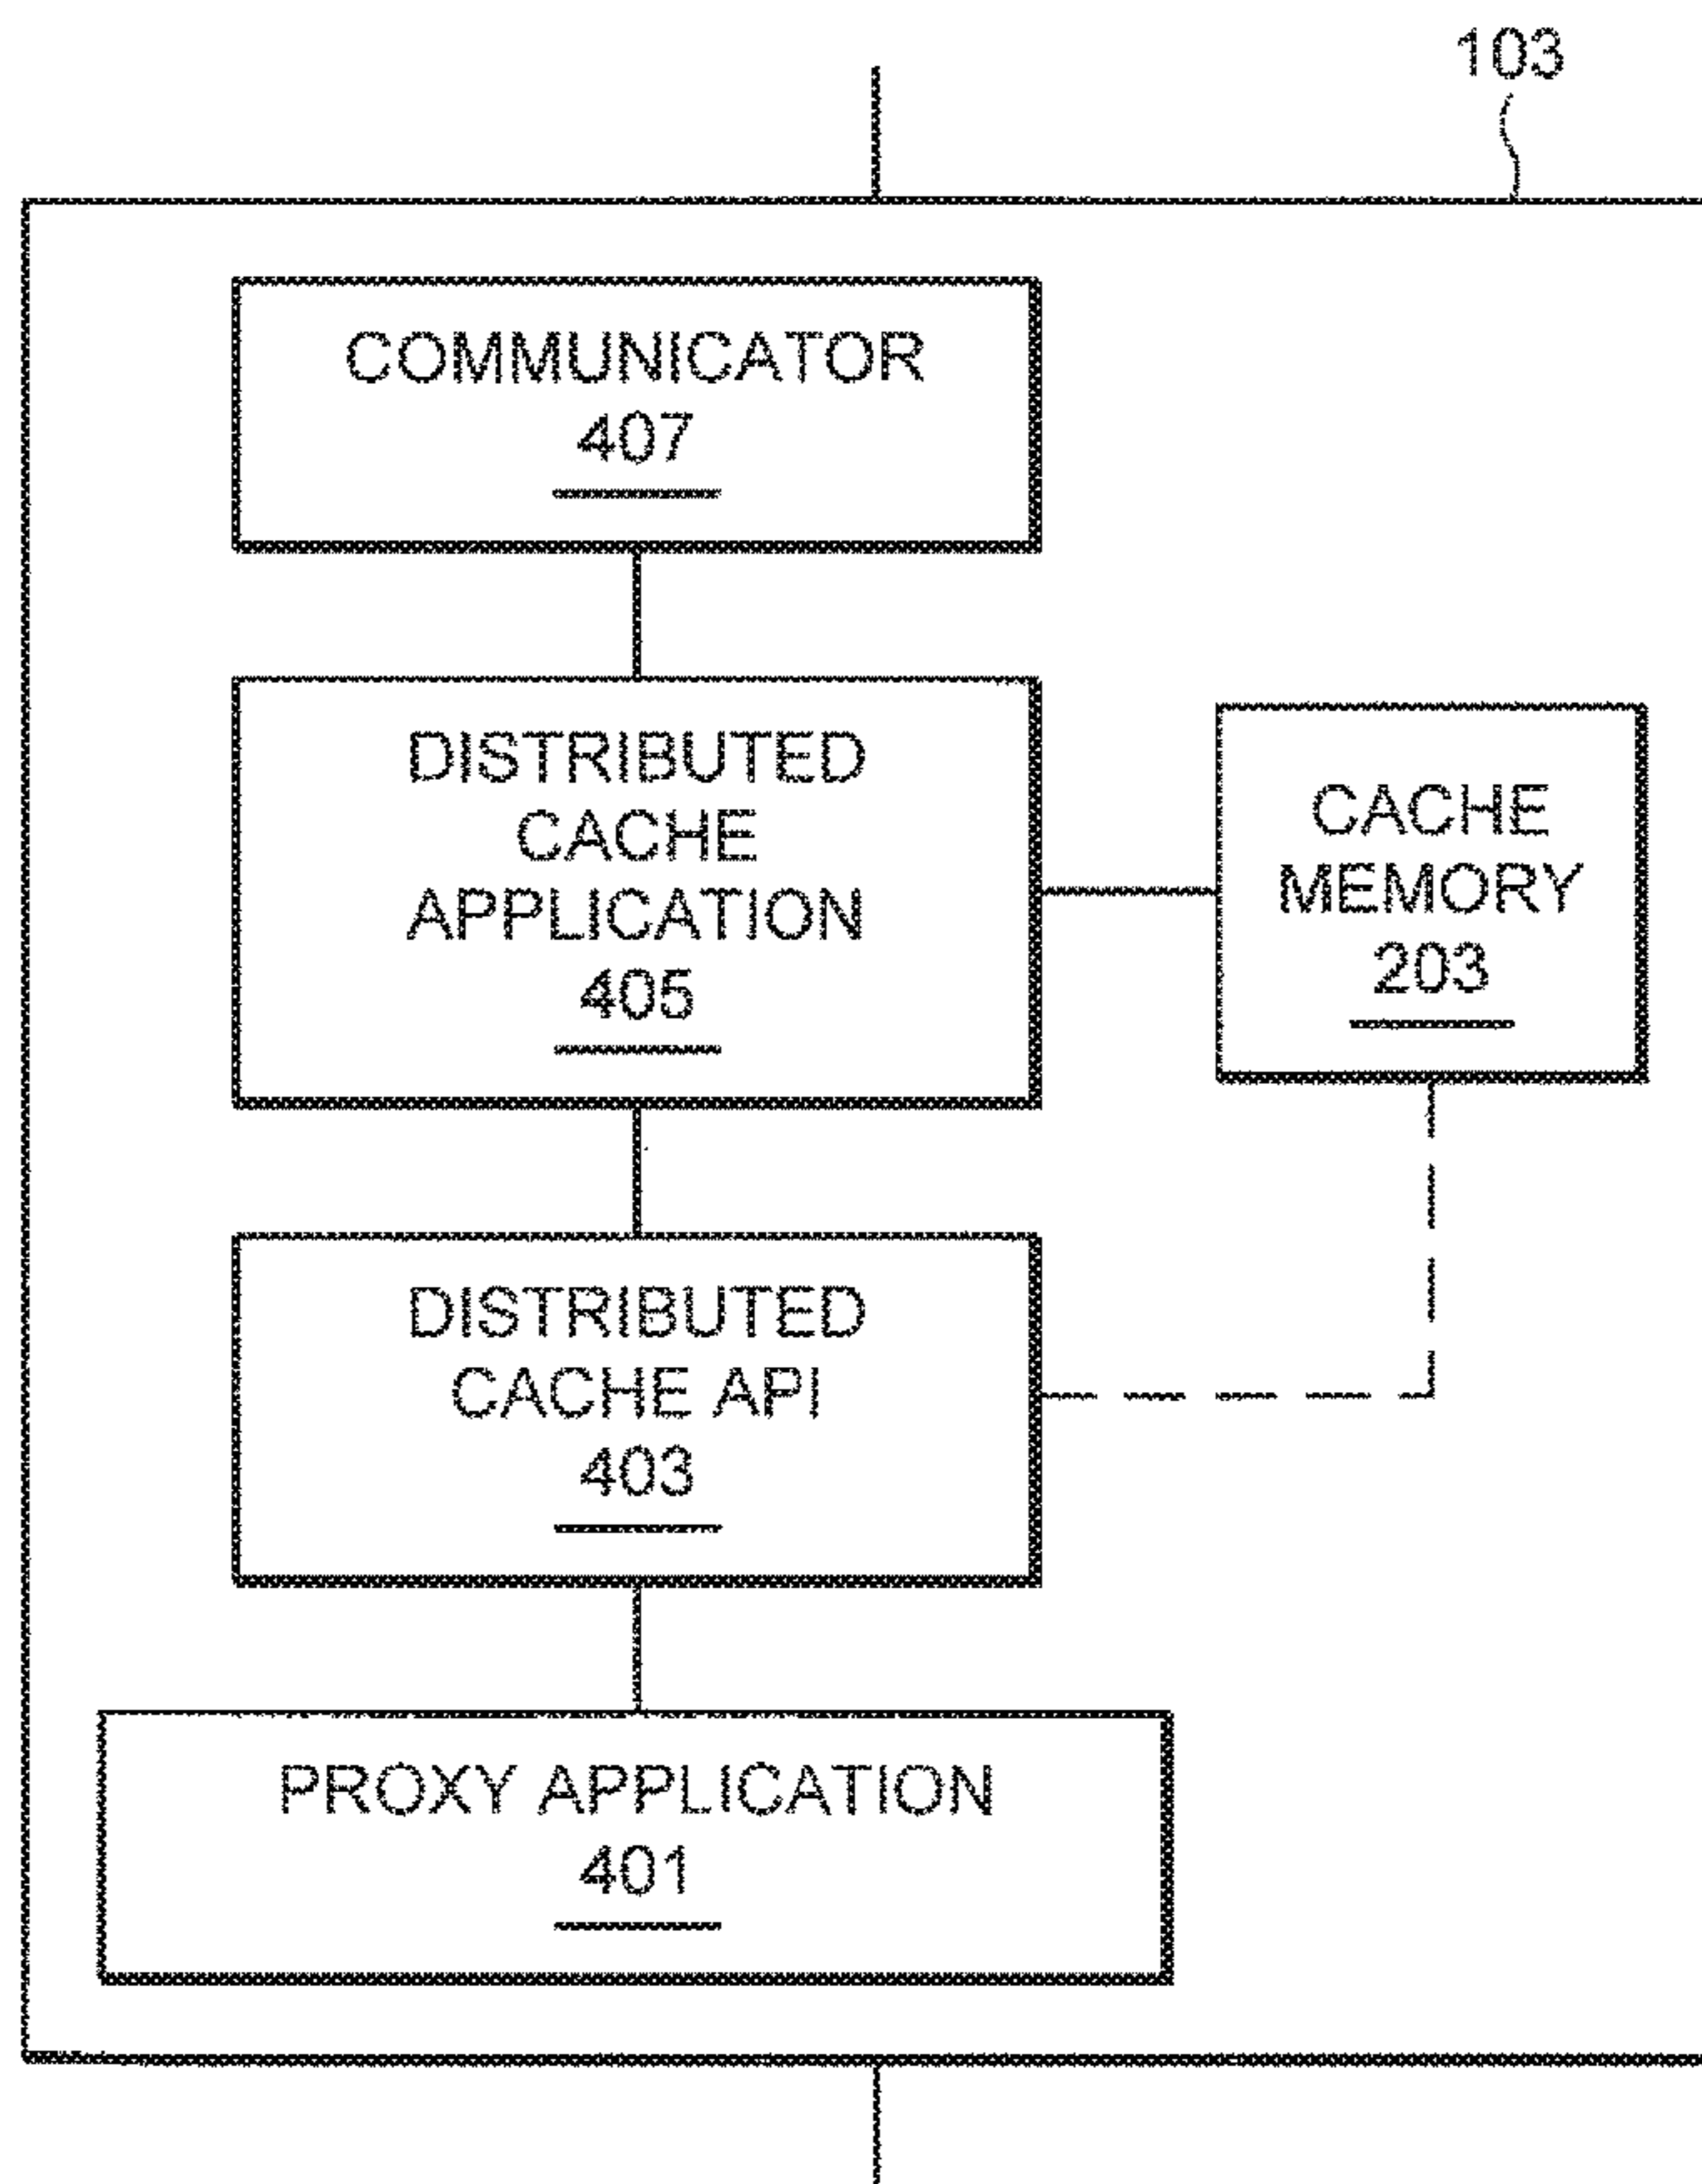 103
COMMUNICATOR
407
DISTRIBUTED
CACHE
APPLICATION
405
CACHE
MEMORY
203
DISTRIBUTED
CACHE API
403
PROXY APPLICATION
401